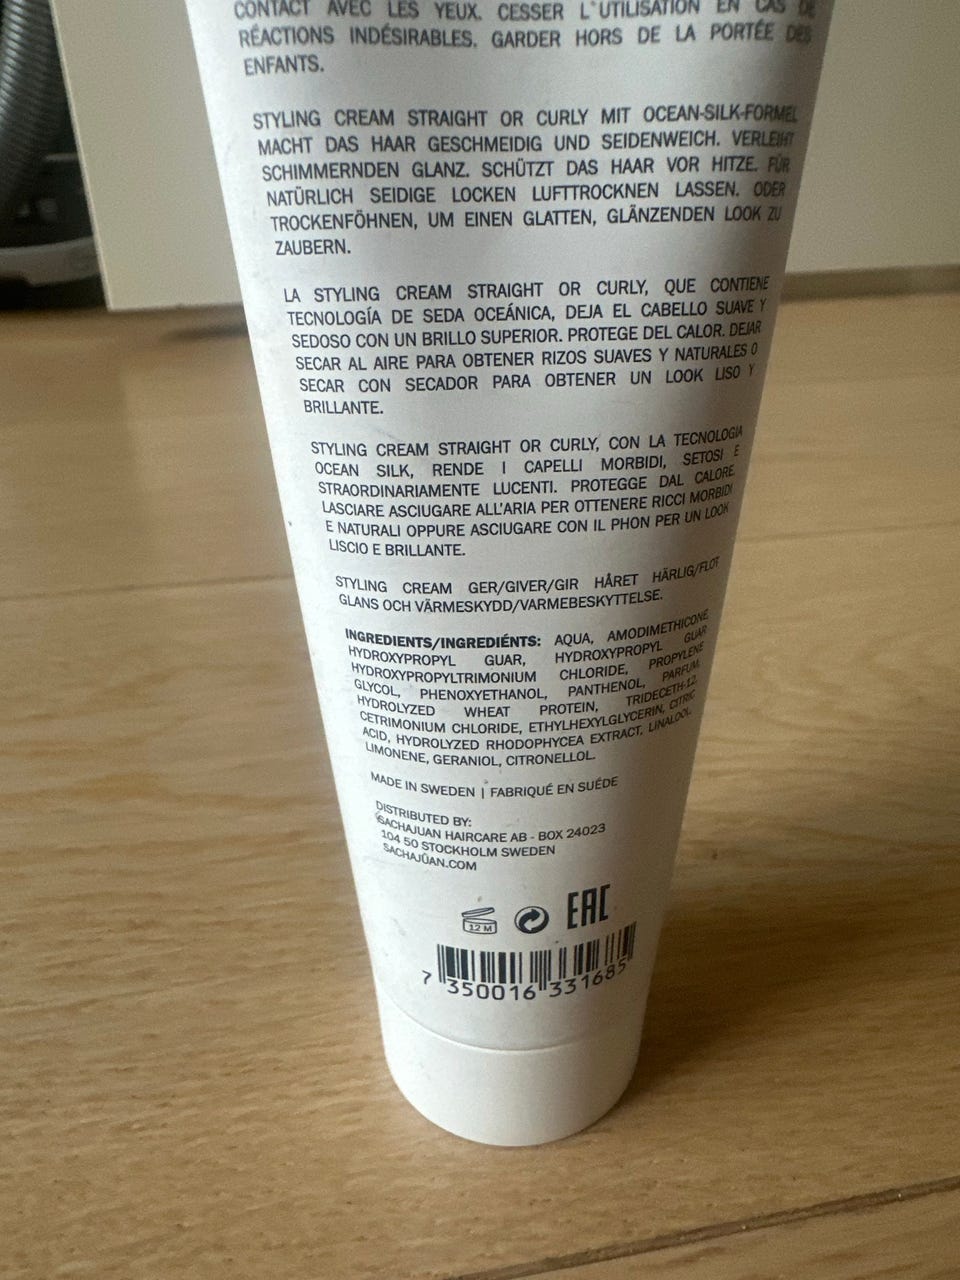 CONTACT AVEC LES YEUX. CESSER L'UTILISATION EN CAS DE
RÉACTIONS INDÉSIRABLES. GARDER HORS DE LA PORTÉE DES
ENFANTS.
STYLING CREAM STRAIGHT OR CURLY MIT OCEAN-SILK-FORMEL
MACHT DAS HAAR GESCHMEIDIG UND SEIDENWEICH. VERLEIHT
SCHIMMERNDEN GLANZ. SCHÜTZT DAS HAAR VOR HITZE. FÜR
NATÜRLICH SEIDIGE LOCKEN LUFTTROCKNEN LASSEN. ODER
TROCKENFÖHNEN, UM EINEN GLATTEN, GLÄNZENDEN LOOK ZU
ZAUBERN.
LA STYLING CREAM STRAIGHT OR CURLY, QUE CONTIENE
TECNOLOGÍA DE SEDA OCEÁNICA, DEJA EL CABELLO SUAVE Y
SEDOSO CON UN BRILLO SUPERIOR. PROTEGE DEL CALOR. DEJAR
SECAR AL AIRE PARA OBTENER RIZOS SUAVES Y NATURALES O
SECAR CON SECADOR PARA OBTENER UN LOOK LISO Y
BRILLANTE.
STYLING CREAM STRAIGHT OR CURLY, CON LA TECNOLOGIA
OCEAN SILK, RENDE I CAPELLI MORBIDI, SETOSI E
STRAORDINARIAMENTE LUCENTI. PROTEGGE DAL CALORE.
LASCIARE ASCIUGARE ALL'ARIA PER OTTENERE RICCI MORBIDI
E NATURALI OPPURE ASCIUGARE CON IL PHON PER UN LOOK
LISCIO E BRILLANTE.
STYLING CREAM GER/GIVER/GIR HÅRET HÄRLIG/FLOT
GLANS OCH VÄRMESKYDD/VARMEBESKYTTELSE.
INGREDIENTS/INGREDIÉNTS: AQUA, AMODIMETHICONE,
HYDROXYPROPYL GUAR, HYDROXYPROPYL GUAR
HYDROXYPROPYLTRIMONIUM CHLORIDE, PROPYLENE
GLYCOL, PHENOXYETHANOL, PANTHENOL, PARFUM,
HYDROLYZED WHEAT PROTEIN, TRIDECETH-12,
CETRIMONIUM CHLORIDE, ETHYLHEXYLGLYCERIN, CITRIC
ACID, HYDROLYZED RHODOPHYCEA EXTRACT, LINALOOL,
LIMONENE, GERANIOL, CITRONELLOL.
MADE IN SWEDEN | FABRIQUÉ EN SUÉDE
DISTRIBUTED BY:
SACHAJUAN HAIRCARE AB - BOX 24023
104 50 STOCKHOLM SWEDEN
SACHAJUAN.COM
12 M EAC
7 350016 331685